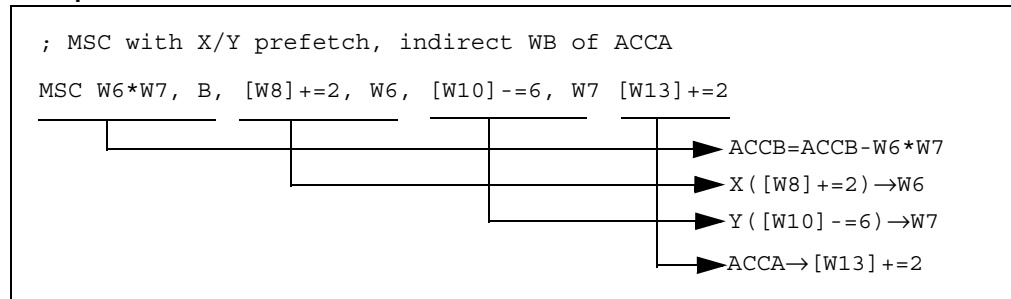 ; MSC with X/Y prefetch, indirect WB of ACCA
MSC W6*W7, B, [W8]+=2, W6, [W10]-=6, W7 [W13]+=2
ACCB=ACCB-W6*W7
X([W8]+=2)→W6
Y([W10]-=6)→W7
ACCA→[W13]+=2